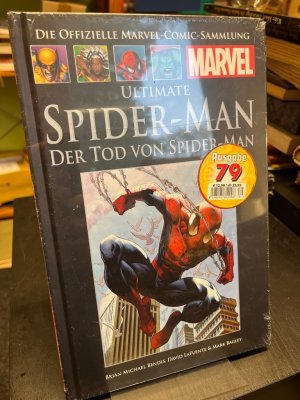 DIE OFFIZIELLE MARVEL-COMIC-SAMMLUNG
MARVEL
ULTIMATE
SPIDER-MAN
DER TOD VON SPIDER-MAN
Ausgabe
79
BRIAN MICHAEL BENDIS, DAVID LAFUENTE & MARK BAGLEY